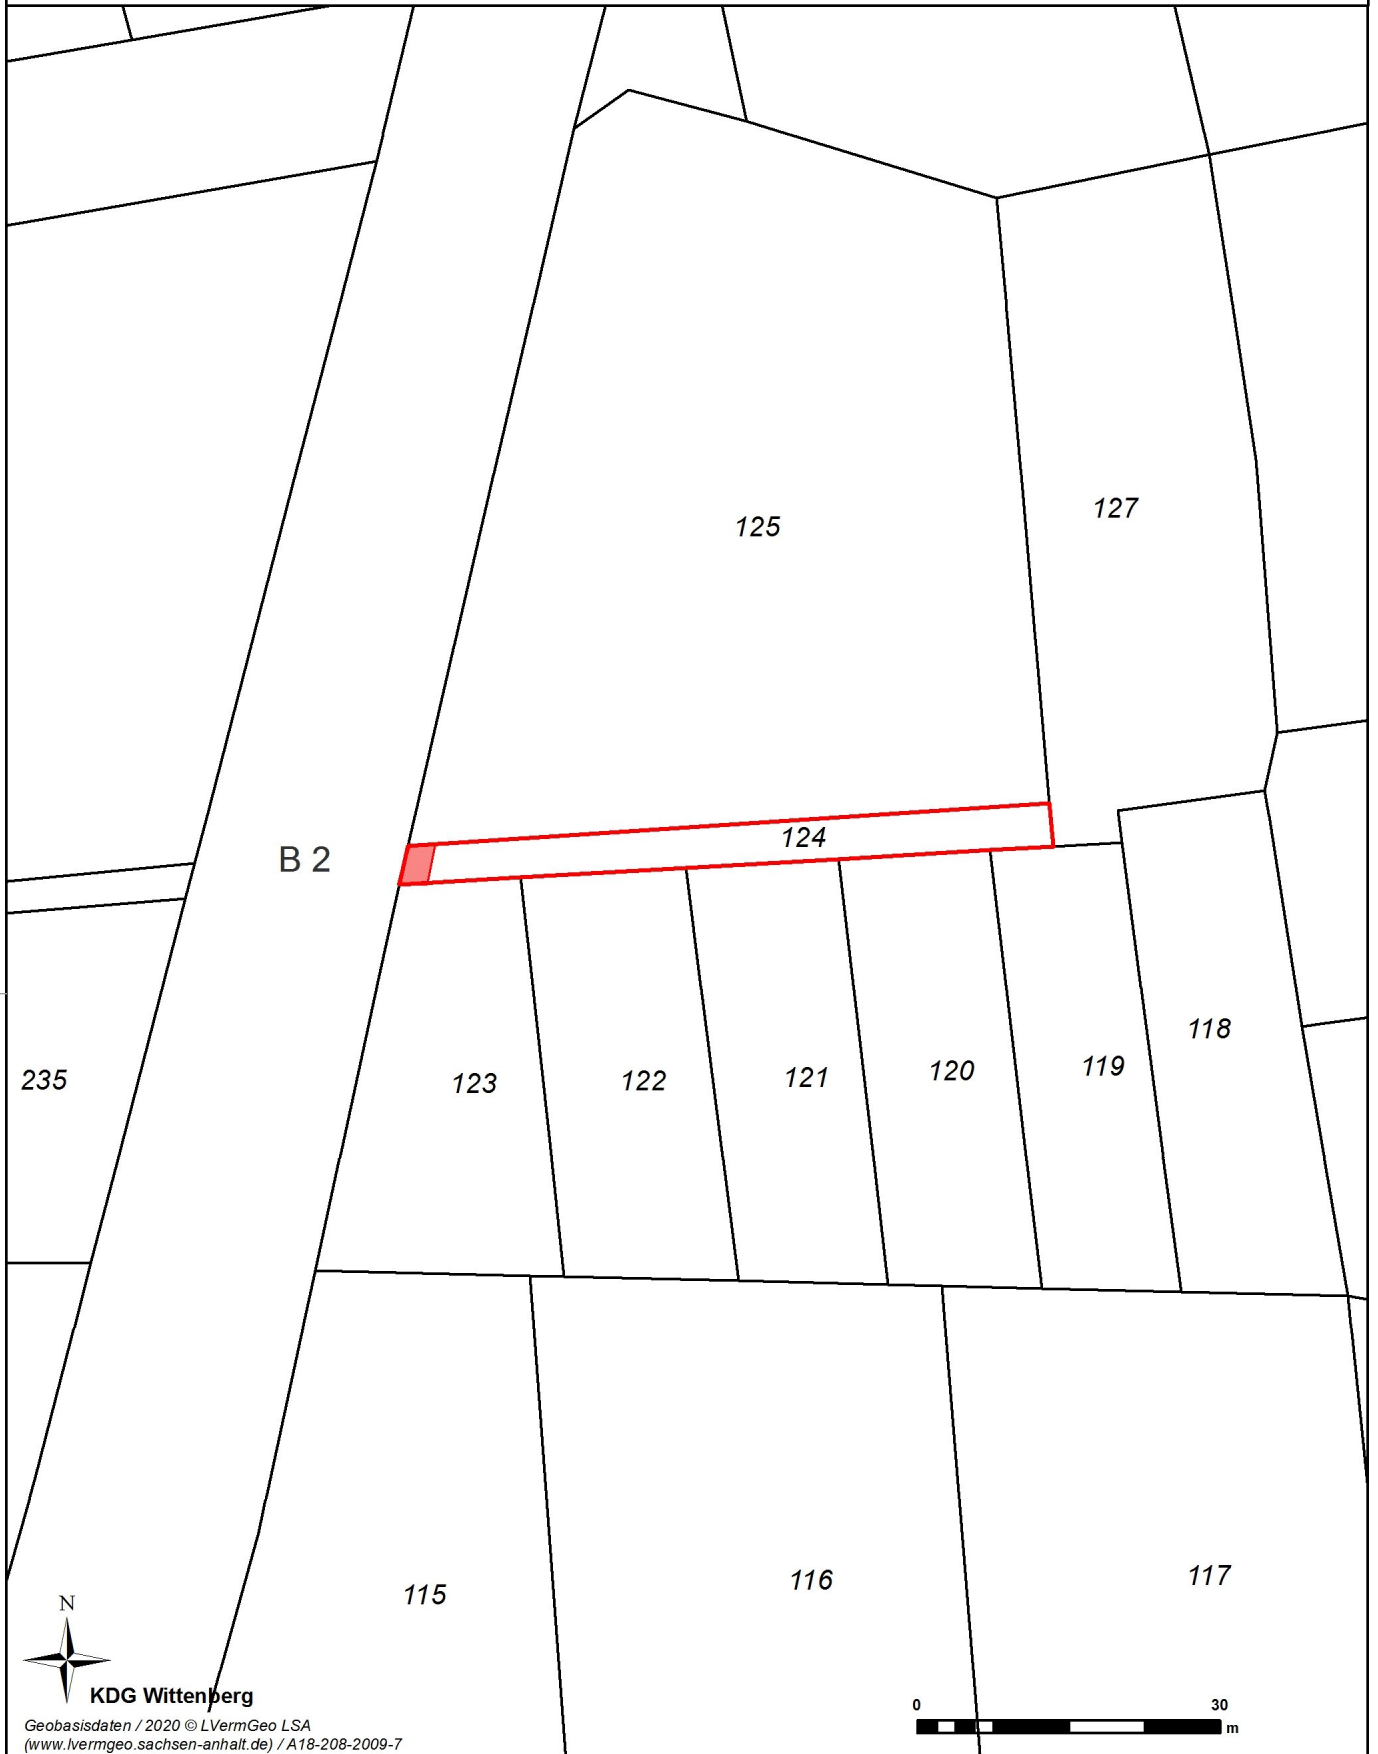 125
127
124
B 2
118
119
120
121
122
123
235
117
116
115
N
KDG Wittenberg
0 30
m
Geobasisdaten / 2020 © LVermGeo LSA
(www.lvermgeo.sachsen-anhalt.de) / A18-208-2009-7